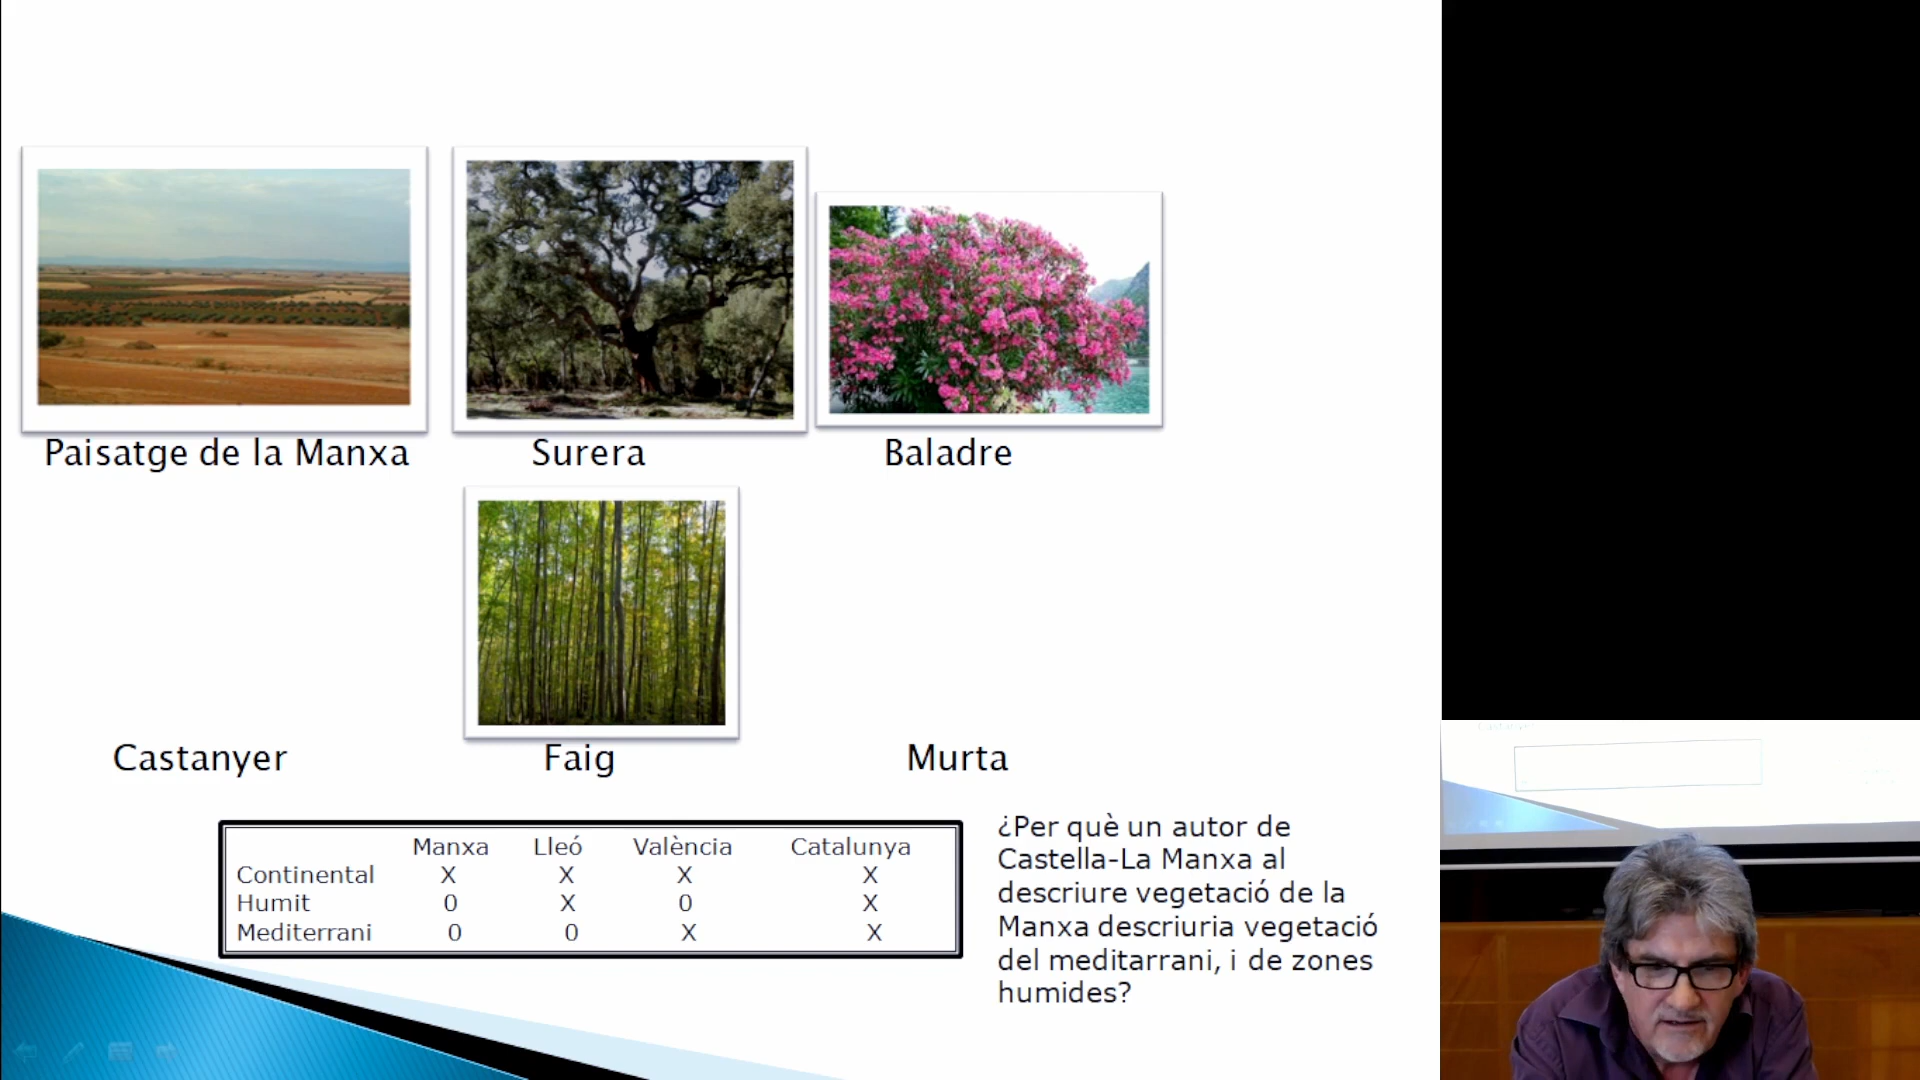 Paisatge de la Manxa
Surera
Baladre
Castanyer
Faig
Murta
Manxa Lleó València Catalunya
Continental X X X X
Humit 0 X 0 X
Mediterrani 0 0 X X
¿Per què un autor de
Castella-La Manxa al
descriure vegetació de la
Manxa descriuria vegetació
del meditarrani, i de zones
humides?